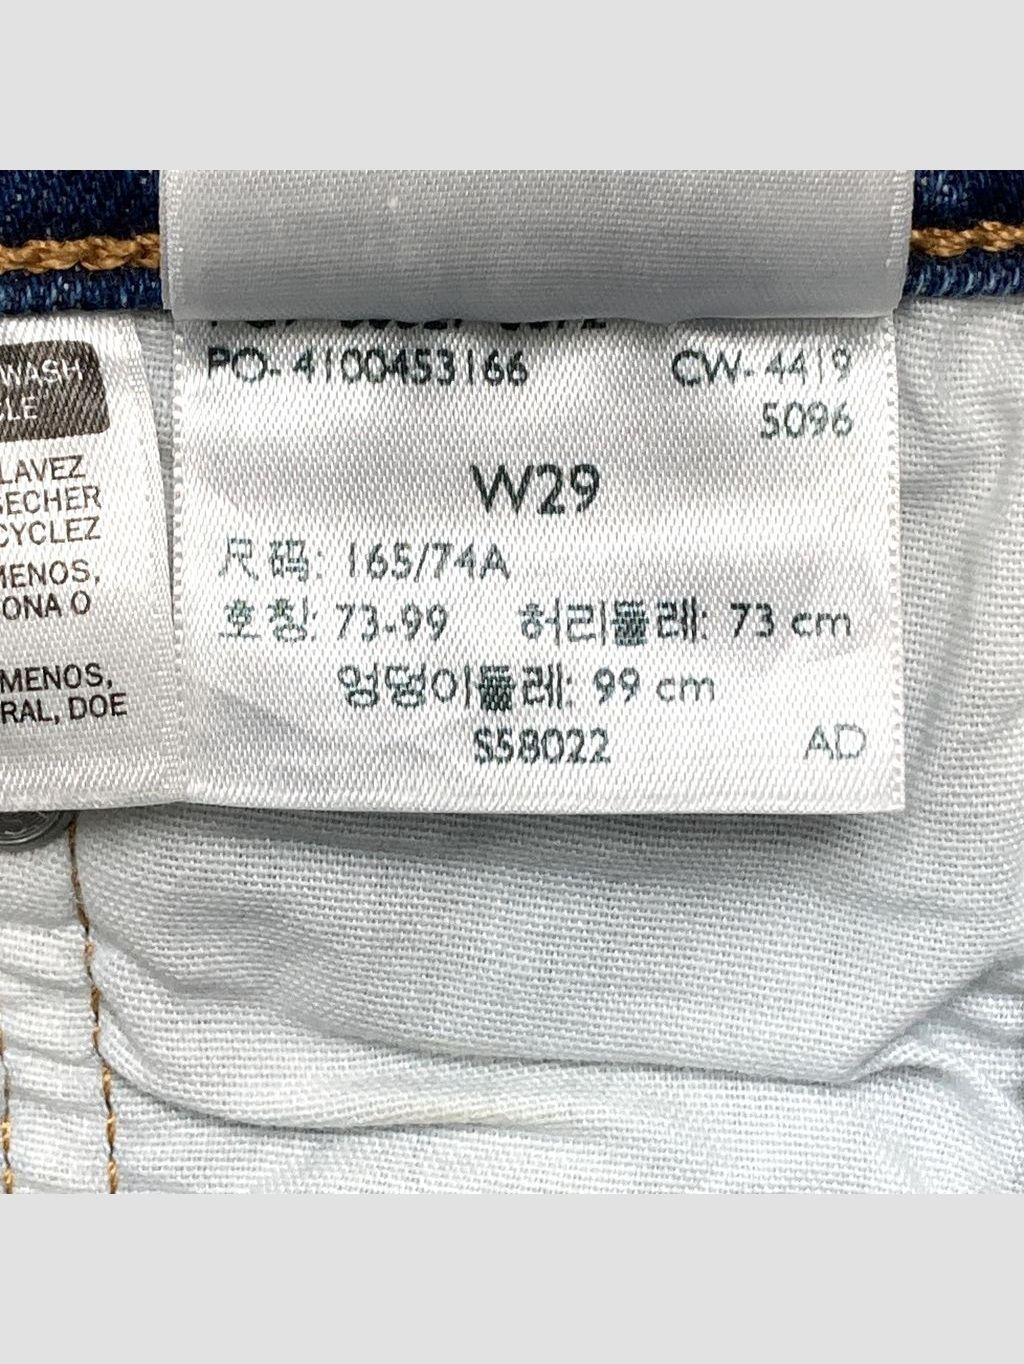 WASH
LAVEZ
SECHER
CYCLEZ
MENOS,
ONA O
MENOS,
RAL, DOE
PO- 4100453166 CW- 4419
5096
W29
尺码: 165/74A
호칭: 73-99 허리둘레: 73 cm
엉덩이둘레: 99 cm
S58022 AD